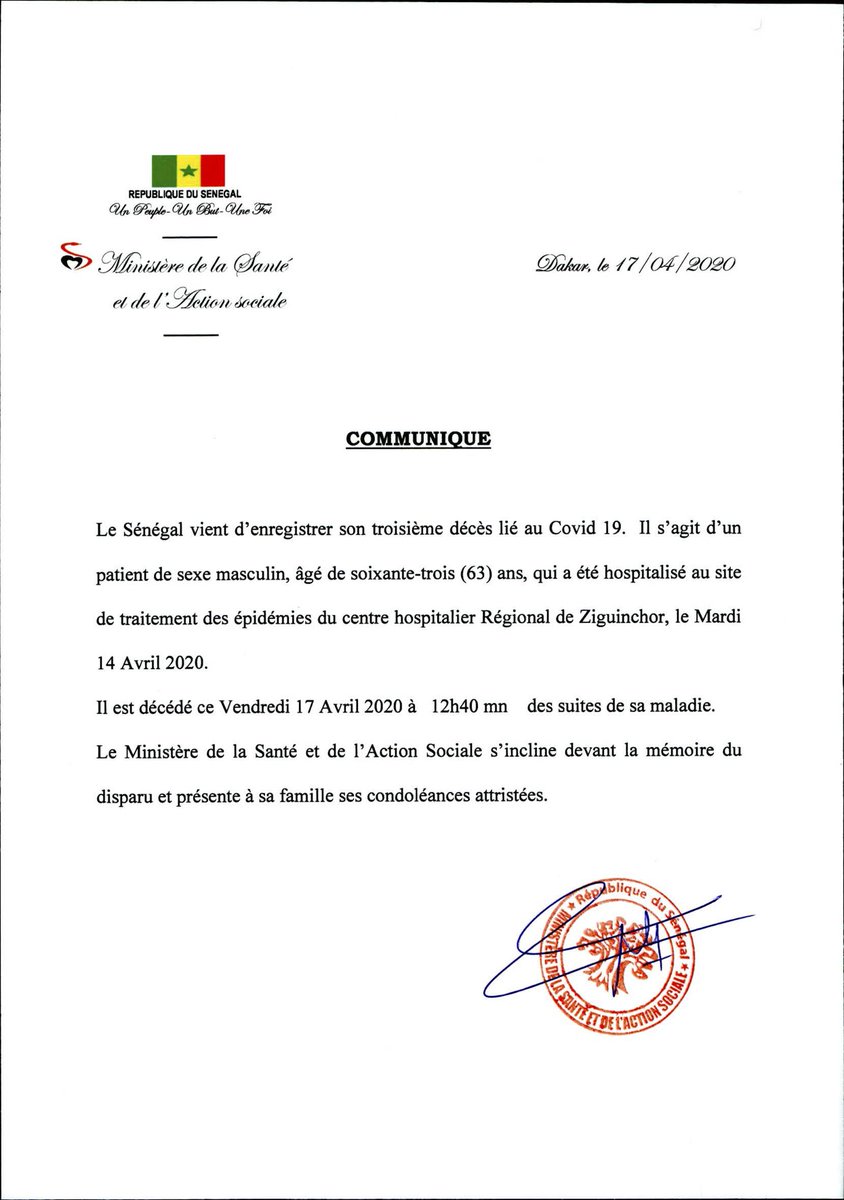 REPUBLIQUE DU SENEGAL
Un Peuple-Un But-Une Foi
Ministère de la Santé
et de l'Action sociale
Dakar, le 17/04/2020
COMMUNIQUE
Le Sénégal vient d'enregistrer son troisième décès lié au Covid 19. Il s'agit d'un
patient de sexe masculin, âgé de soixante-trois (63) ans, qui a été hospitalisé au site
de traitement des épidémies du centre hospitalier Régional de Ziguinchor, le Mardi
14 Avril 2020.
Il est décédé ce Vendredi 17 Avril 2020 à 12h40 mn des suites de sa maladie.
Le Ministère de la Santé et de l'Action Sociale s'incline devant la mémoire du
disparu et présente à sa famille ses condoléances attristées.
★ République du Sénégal ★
MINISTERE DE LA SANTÉ ET DE L'ACTION SOCIALE